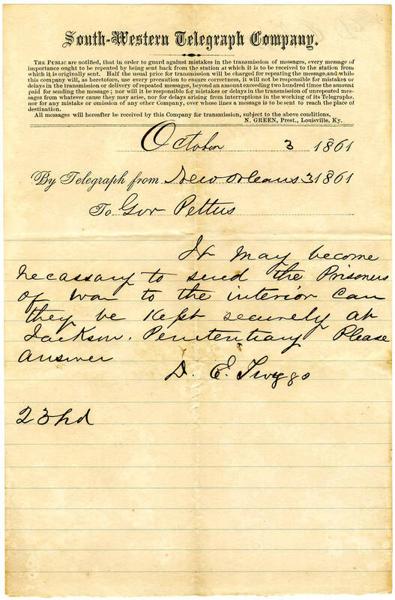 South-Western Telegraph Company.
THE PUBLIC are notified, that in order to guard against mistakes in the transmission of messages, every message of
importance ought to be repeated by being sent back from the station at which it is to be received to the station from
which it is originally sent. Half the usual price for transmission will be charged for repeating the message, and while
this company will, as heretofore, use every precaution to ensure correctness, it will not be responsible for mistakes or
delays in the transmission or delivery of repeated messages, beyond an amount exceeding two hundred times the amount
paid for sending the message; nor will it be responsible for mistakes or delays in the transmission of unrepeated mes-
sages from whatever cause they may arise, nor for delays arising from interruptions in the working of its Telegraphs,
nor for any mistake or omission of any other Company, over whose lines a message is to be sent to reach the place of
destination.
All messages will hereafter be received by this Company for transmission, subject to the above conditions.
N. GREEN, Prest., Louisville, Ky.
October 3 1861
By Telegraph from New Orleans 3 1861
To Gov Pettus
It may become
necassary to send the Prisoners
of war to the interior Can
they be Kept securely at
Jackson, Penetentiary Please
answer
D. E. Twiggs
23 pd